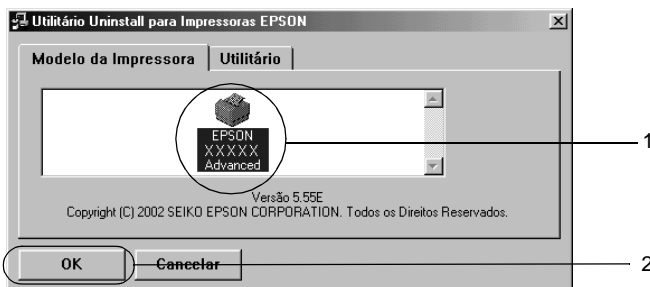 Utilitário Uninstall para Impressoras EPSON
Modelo da Impressora
Utilitário
EPSON
XXXXX
Advanced
1
Versão 5.55E
Copyright (C) 2002 SEIKO EPSON CORPORATION. Todos os Direitos Reservados.
OK
Cancelar
2